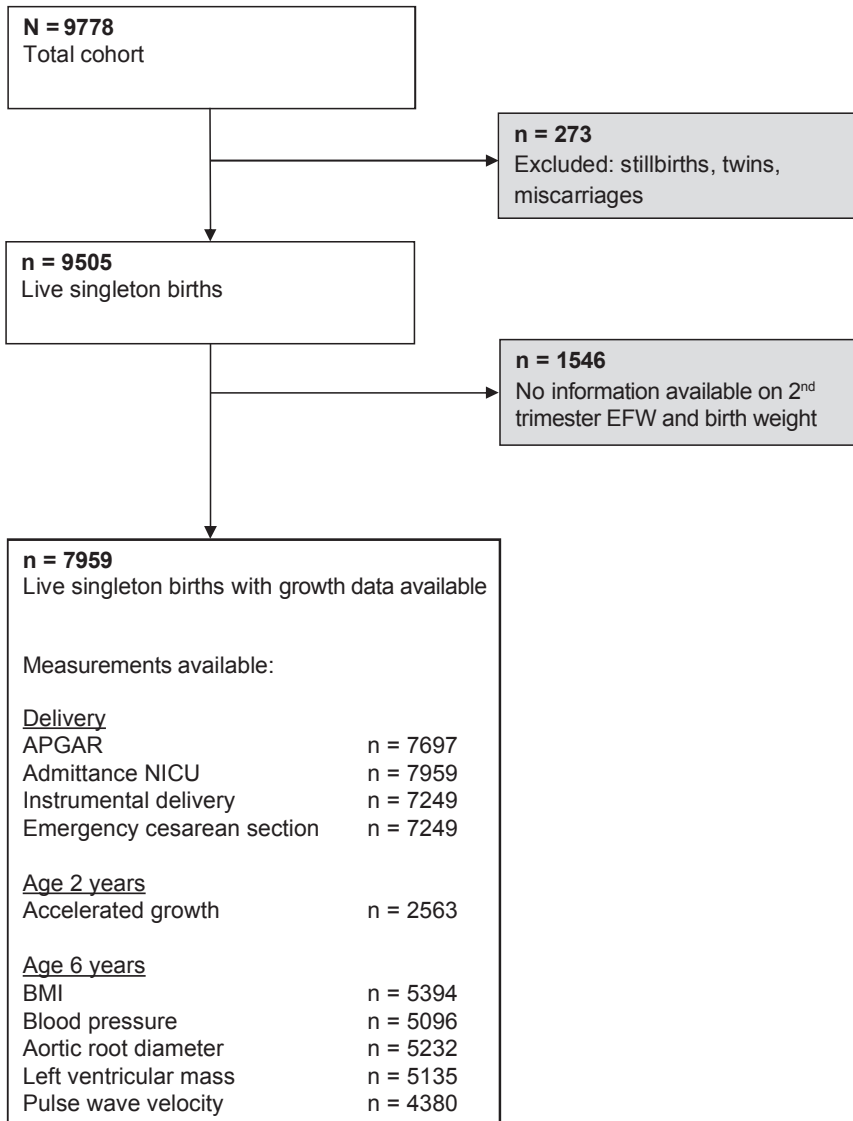 N = 9778
Total cohort
n = 273
Excluded: stillbirths, twins,
miscarriages
n = 9505
Live singleton births
n = 1546
No information available on 2nd
trimester EFW and birth weight
n = 7959
Live singleton births with growth data available
Measurements available:
Delivery
APGAR n = 7697
Admittance NICU n = 7959
Instrumental delivery n = 7249
Emergency cesarean section n = 7249
Age 2 years
Accelerated growth n = 2563
Age 6 years
BMI n = 5394
Blood pressure n = 5096
Aortic root diameter n = 5232
Left ventricular mass n = 5135
Pulse wave velocity n = 4380